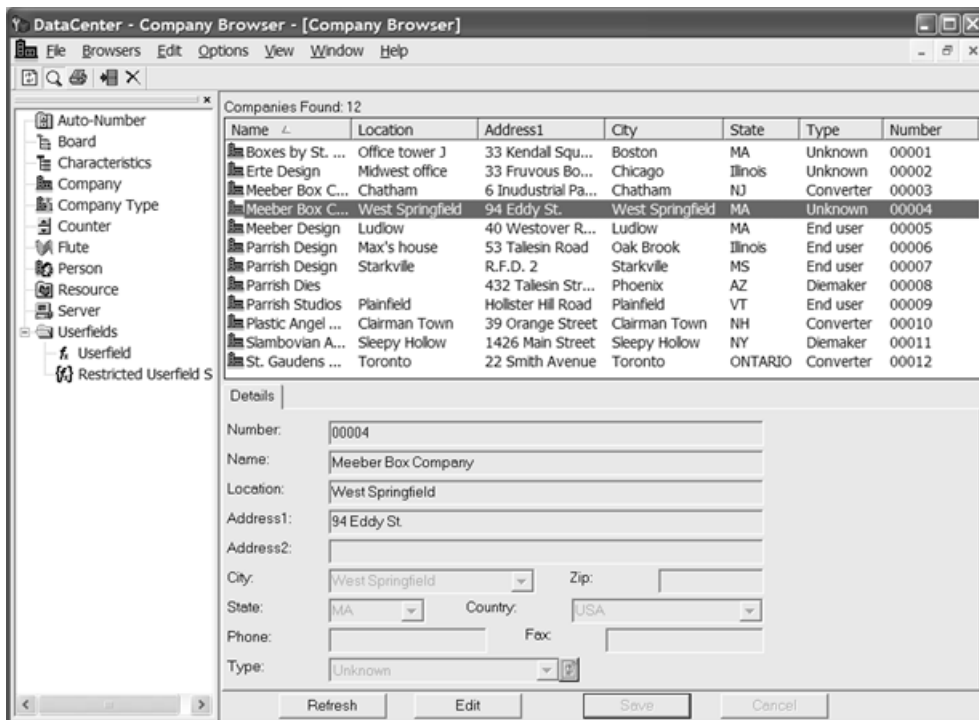 DataCenter - Company Browser - [Company Browser]
File Browsers Edit Options View Window Help
Auto-Number
Board
Characteristics
Company
Company Type
Counter
Flute
Person
Resource
Server
Userfields
Userfield
Restricted Userfield S
Companies Found: 12
Name Location Address1 City State Type Number
Boxes by St. ... Office tower J 33 Kendall Squ... Boston MA Unknown 00001
Erte Design Midwest office 33 Fruvous Bo... Chicago Illinois Unknown 00002
Meeber Box C... Chatham 6 Inudustrial Pa... Chatham NJ Converter 00003
Meeber Box C... West Springfield 94 Eddy St. West Springfield MA Unknown 00004
Meeber Design Ludlow 40 Westover R... Ludlow MA End user 00005
Parrish Design Max's house 53 Talesin Road Oak Brook Illinois End user 00006
Parrish Design Starkville R.F.D. 2 Starkville MS End user 00007
Parrish Dies 432 Talesin Str... Phoenix AZ Diemaker 00008
Parrish Studios Plainfield Hollister Hill Road Plainfield VT End user 00009
Plastic Angel ... Clairman Town 39 Orange Street Clairman Town NH Converter 00010
Slambovian A... Sleepy Hollow 1426 Main Street Sleepy Hollow NY Diemaker 00011
St. Gaudens ... Toronto 22 Smith Avenue Toronto ONTARIO Converter 00012
Details
Number: 00004
Name: Meeber Box Company
Location: West Springfield
Address1: 94 Eddy St.
Address2:
City: West Springfield Zip:
State: MA Country: USA
Phone: Fax:
Type: Unknown
Refresh Edit Save Cancel